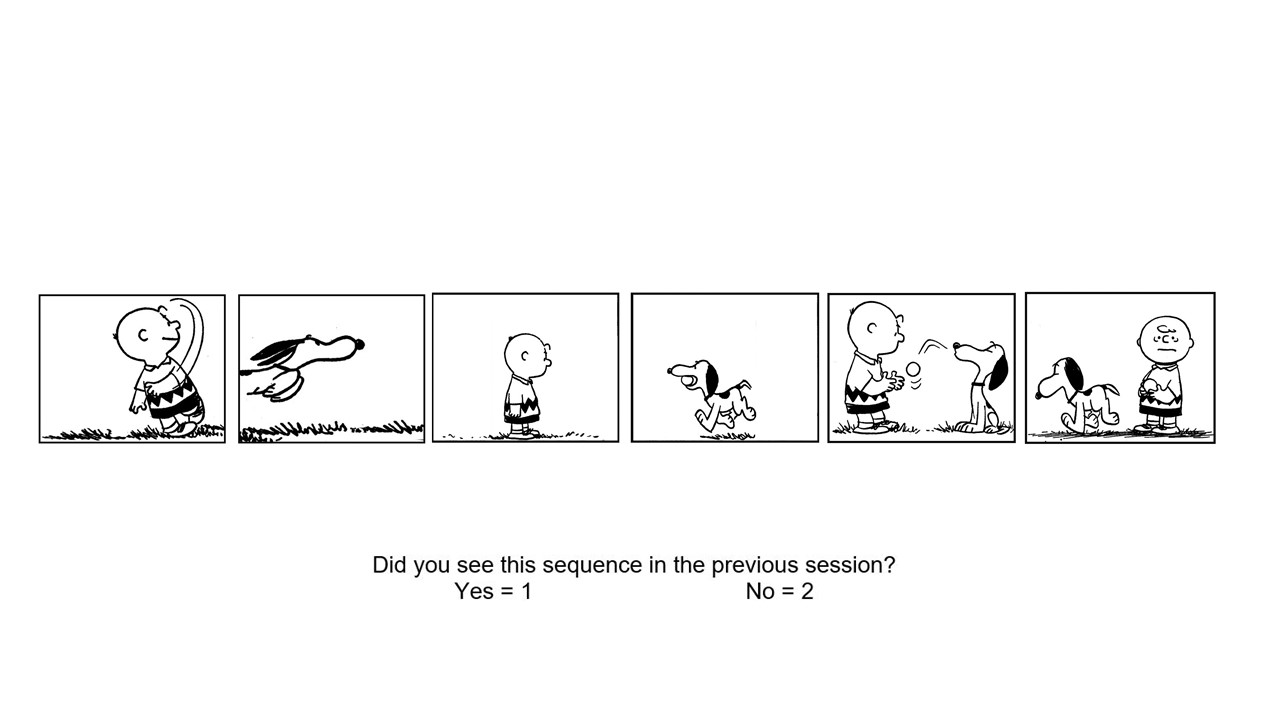 Did you see this sequence in the previous session?
Yes = 1 No = 2